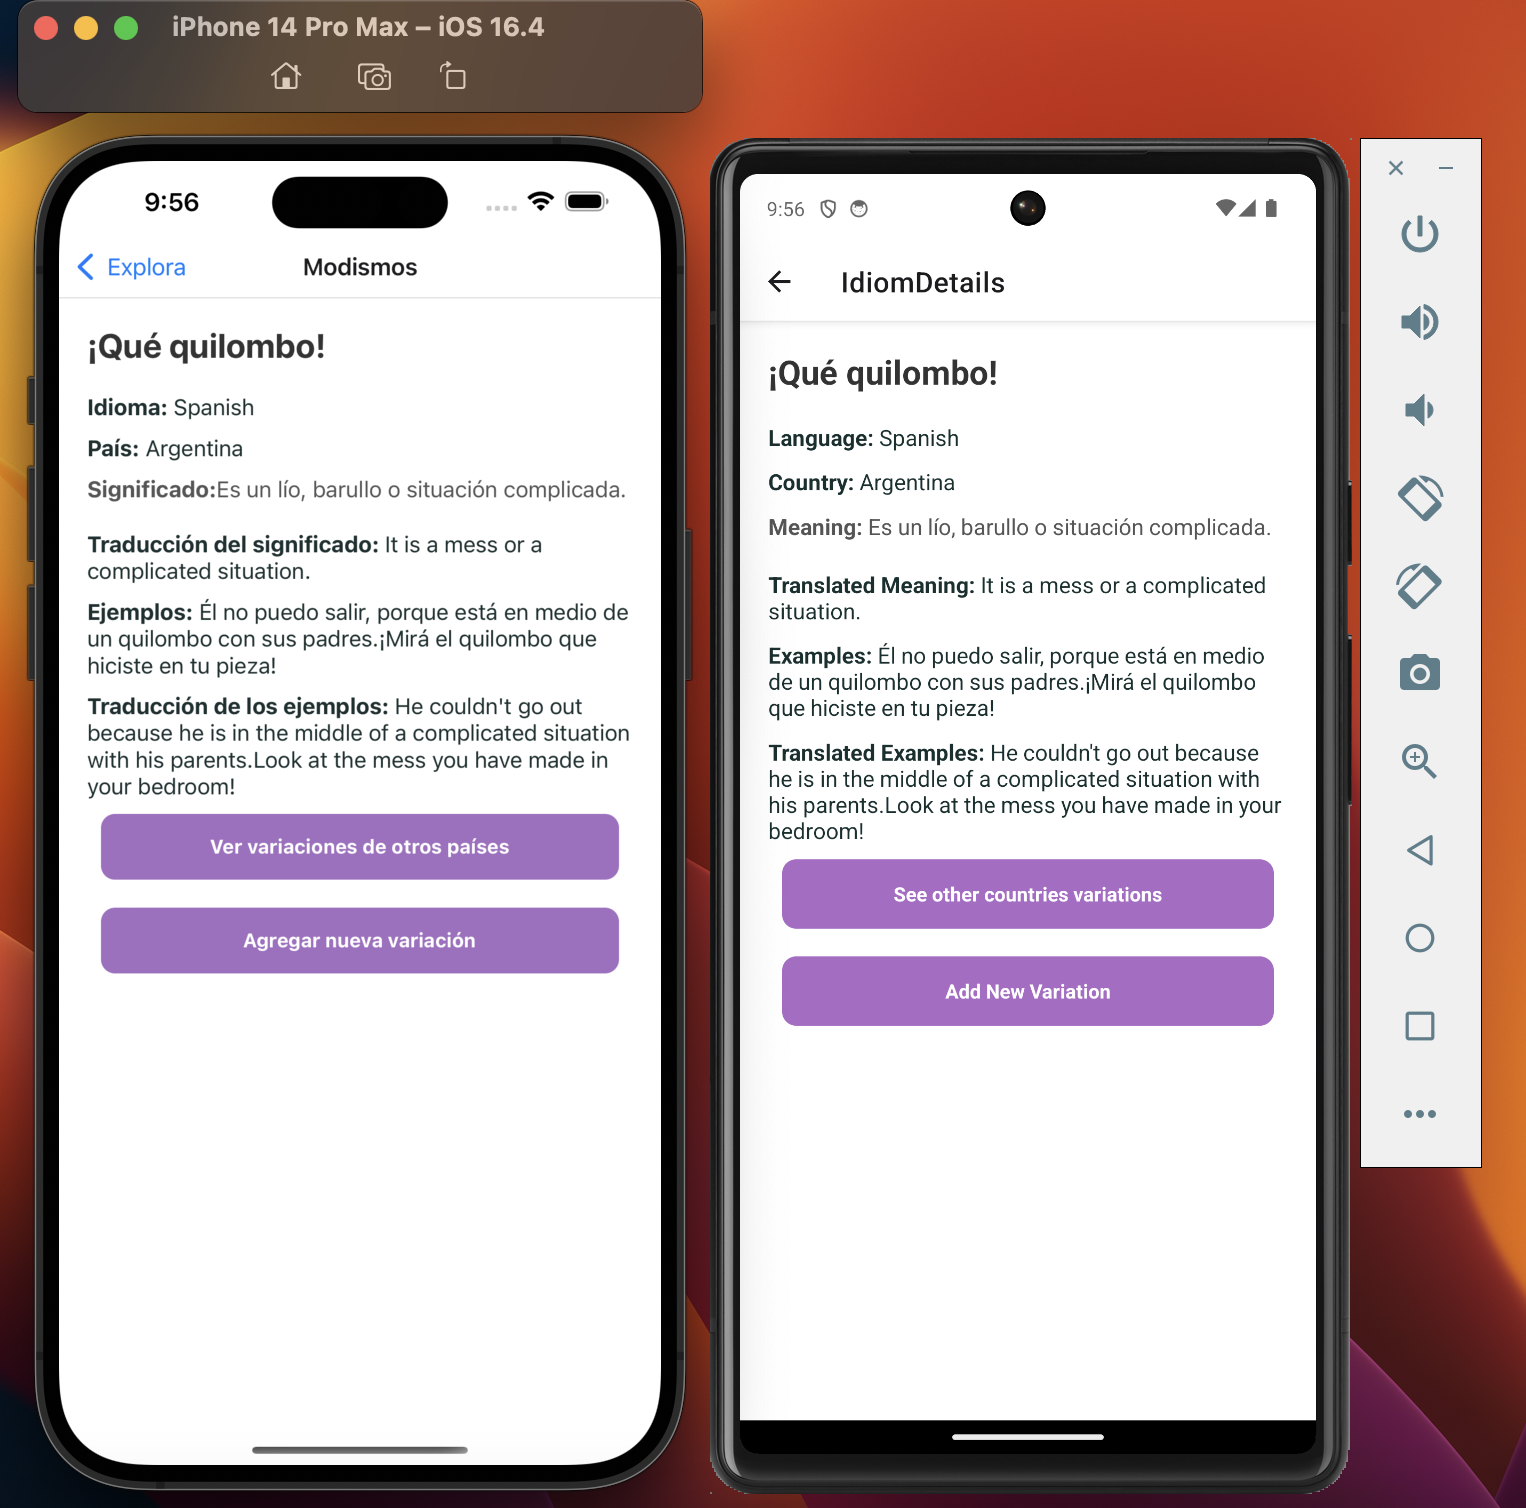 iPhone 14 Pro Max – iOS 16.4
9:56
Explora
Modismos
¡Qué quilombo!
Idioma: Spanish
País: Argentina
Significado:Es un lío, barullo o situación complicada.
Traducción del significado: It is a mess or a
complicated situation.
Ejemplos: Él no puedo salir, porque está en medio de
un quilombo con sus padres.¡Mirá el quilombo que
hiciste en tu pieza!
Traducción de los ejemplos: He couldn't go out
because he is in the middle of a complicated situation
with his parents.Look at the mess you have made in
your bedroom!
Ver variaciones de otros países
Agregar nueva variación
9:56
IdiomDetails
¡Qué quilombo!
Language: Spanish
Country: Argentina
Meaning: Es un lío, barullo o situación complicada.
Translated Meaning: It is a mess or a complicated
situation.
Examples: Él no puedo salir, porque está en medio
de un quilombo con sus padres.¡Mirá el quilombo
que hiciste en tu pieza!
Translated Examples: He couldn't go out because
he is in the middle of a complicated situation with
his parents.Look at the mess you have made in your
bedroom!
See other countries variations
Add New Variation